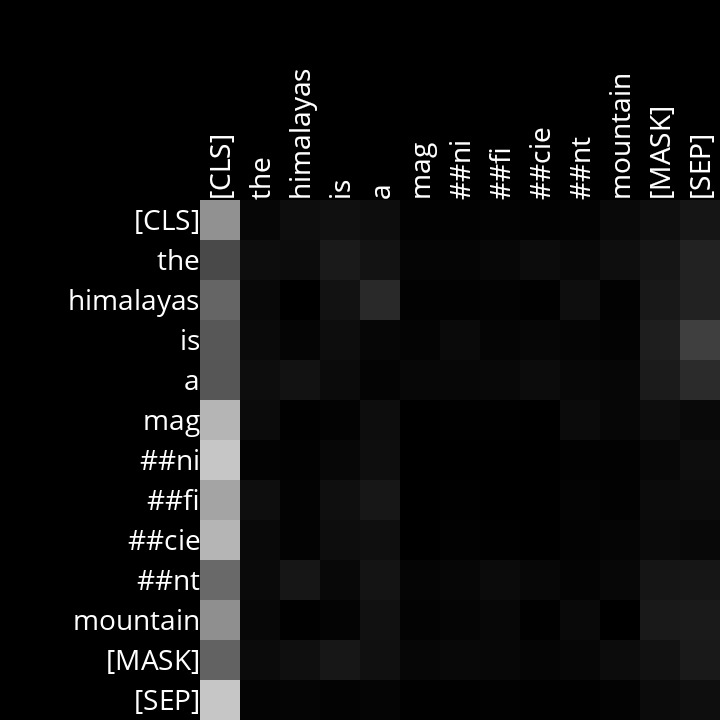 [CLS]
the
himalayas
is
a
mag
##ni
##fi
##cie
##nt
mountain
[MASK]
[SEP]
[CLS]
the
himalayas
is
a
mag
##ni
##fi
##cie
##nt
mountain
[MASK]
[SEP]